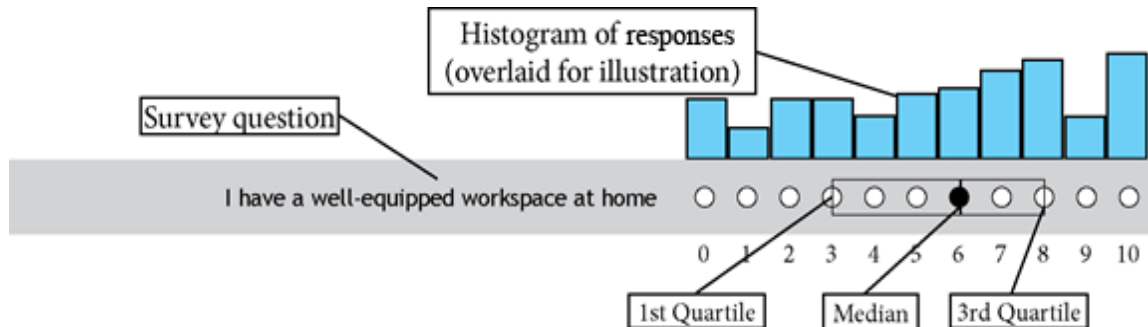 Histogram of responses
(overlaid for illustration)
Survey question
I have a well-equipped workspace at home
0 1 2 3 4 5 6 7 8 9 10
1st Quartile Median 3rd Quartile